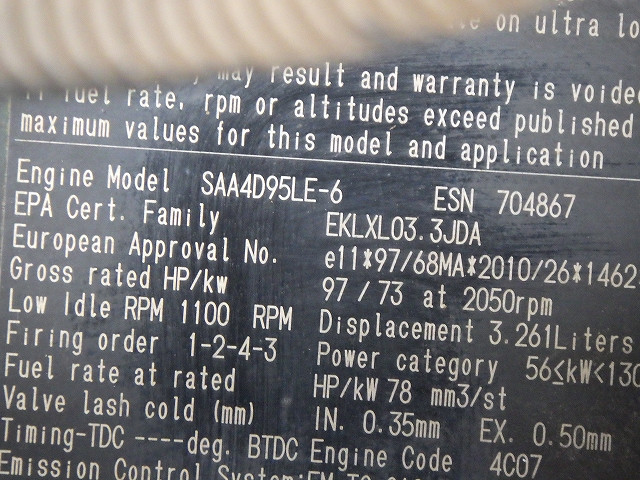 on ultra lo
may result and warranty is voide
fuel rate, rpm or altitudes exceed published
maximum values for this model and application
Engine Model SAA4D95LE-6 ESN 704867
EPA Cert. Family EKLXL03.3JDA
European Approval No. e11*97/68MA*2010/26*1462
Gross rated HP/kw 97 / 73 at 2050rpm
Low Idle RPM 1100 RPM Displacement 3.261Liters
Firing order 1-2-4-3 Power category 56≤kW<130
Fuel rate at rated HP/kW 78 mm3/st
Valve lash cold (mm) IN. 0.35mm EX. 0.50mm
Timing-TDC ----deg. BTDC Engine Code 4C07
Emission Control System:EM